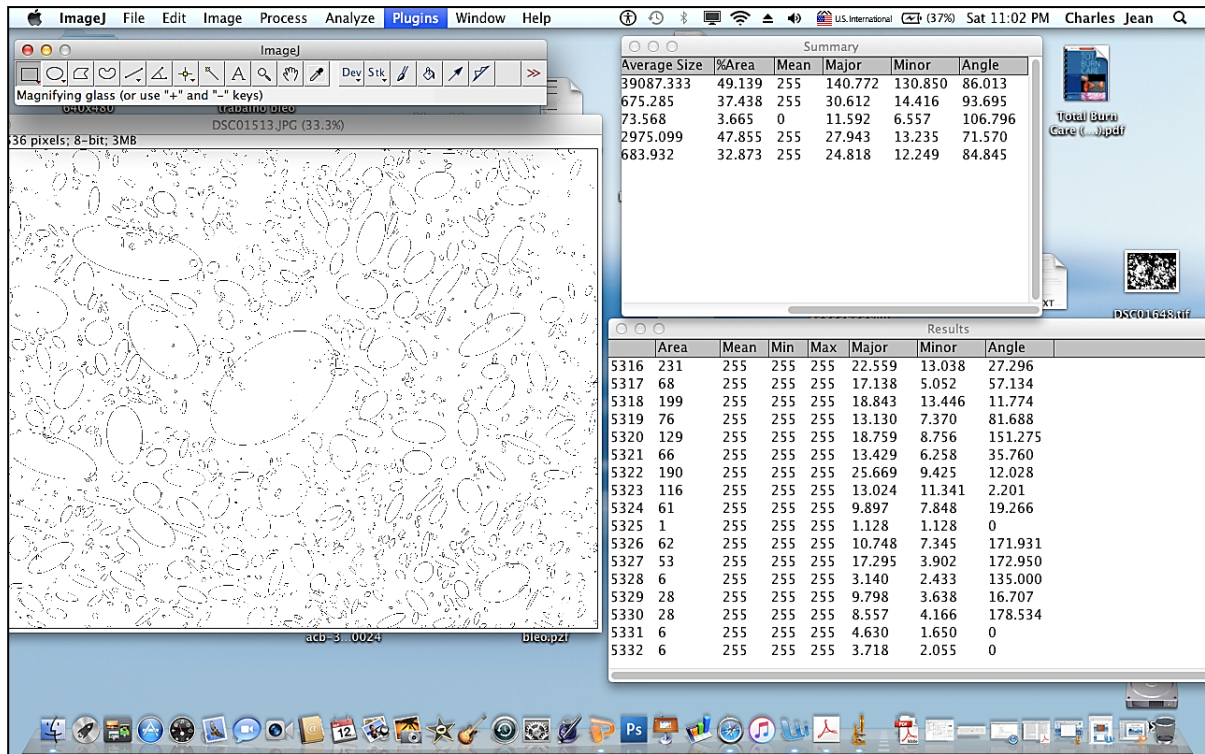 ImageJ File Edit Image Process Analyze Plugins Window Help U.S. International (37%) Sat 11:02 PM Charles Jean
ImageJ
Dev Stk >>
Magnifying glass (or use "+" and "-" keys)
640x480 trabalho bleo
DSC01513.JPG (33.3%)
536 pixels; 8-bit; 3MB
Summary
Average Size %Area Mean Major Minor Angle
39087.333 49.139 255 140.772 130.850 86.013
675.285 37.438 255 30.612 14.416 93.695
73.568 3.665 0 11.592 6.557 106.796
2975.099 47.855 255 27.943 13.235 71.570
683.932 32.873 255 24.818 12.249 84.845
Total Burn
Care (...).pdf
TXT
DSC01648.tif
Results
Area Mean Min Max Major Minor Angle
5316 231 255 255 255 22.559 13.038 27.296
5317 68 255 255 255 17.138 5.052 57.134
5318 199 255 255 255 18.843 13.446 11.774
5319 76 255 255 255 13.130 7.370 81.688
5320 129 255 255 255 18.759 8.756 151.275
5321 66 255 255 255 13.429 6.258 35.760
5322 190 255 255 255 25.669 9.425 12.028
5323 116 255 255 255 13.024 11.341 2.201
5324 61 255 255 255 9.897 7.848 19.266
5325 1 255 255 255 1.128 1.128 0
5326 62 255 255 255 10.748 7.345 171.931
5327 53 255 255 255 17.295 3.902 172.950
5328 6 255 255 255 3.140 2.433 135.000
5329 28 255 255 255 9.798 3.638 16.707
5330 28 255 255 255 8.557 4.166 178.534
5331 6 255 255 255 4.630 1.650 0
5332 6 255 255 255 3.718 2.055 0
acb-3...0024 bleo.pzf
12 Ps